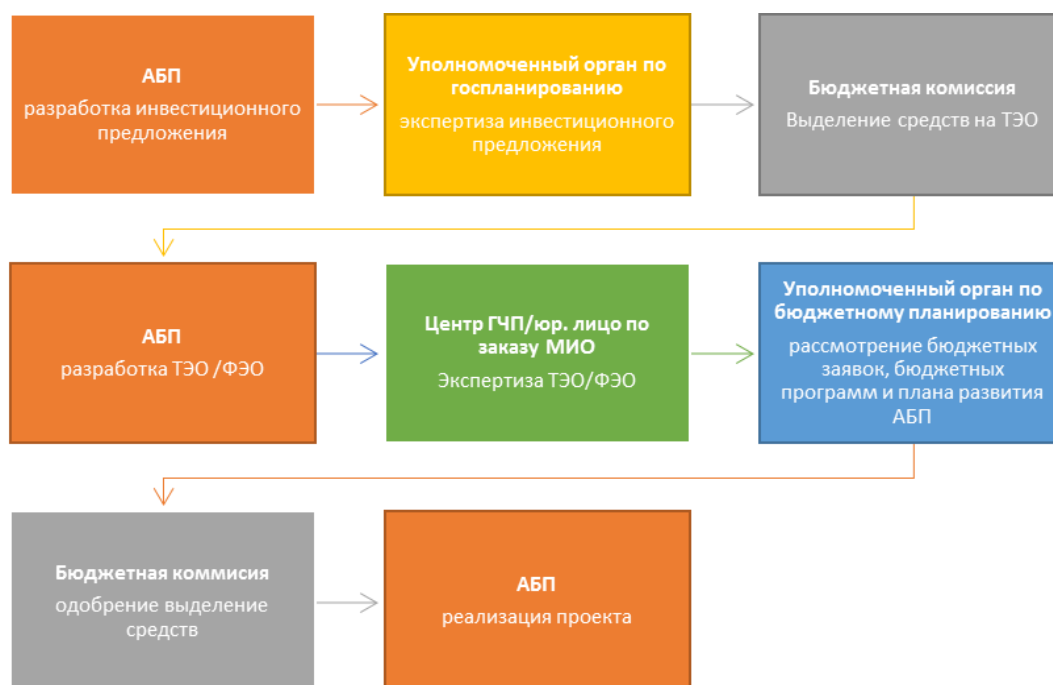 АБП
разработка инвестиционного
предложения
Уполномоченный орган по
госпланированию
экспертиза инвестиционного
предложения
Бюджетная комиссия
Выделение средств на ТЭО
АБП
разработка ТЭО /ФЭО
Центр ГЧП/юр. лицо по
заказу МИО
Экспертиза ТЭО/ФЭО
Уполномоченный орган по
бюджетному планированию
рассмотрение бюджетных
заявок, бюджетных
программ и плана развития
АБП
Бюджетная коммисия
одобрение выделение
средств
АБП
реализация проекта